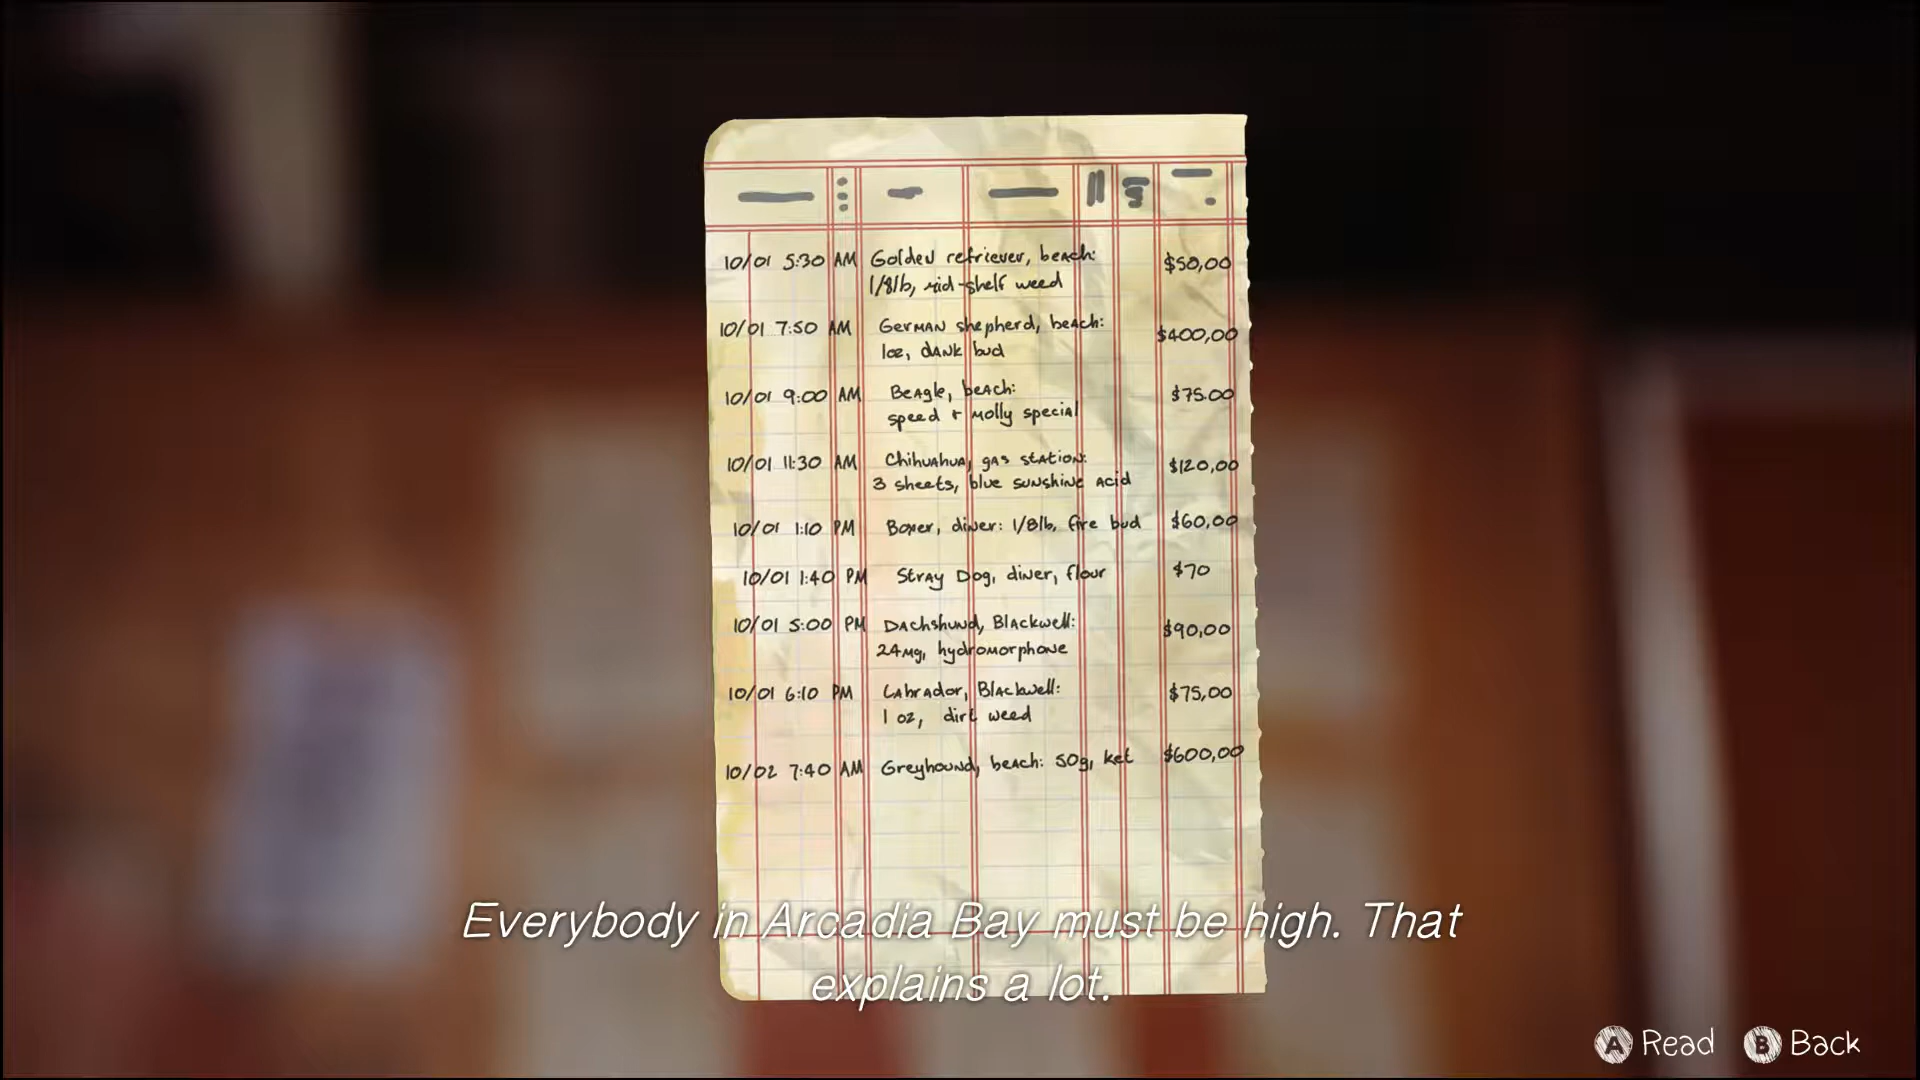 10/01 5:30 AM Golden retriever, beach: $50,00
1/8lb, mid-shelf weed
10/01 7:50 AM German shepherd, beach: $400,00
1oz, dank bud
10/01 9:00 AM Beagle, beach: $75.00
speed + molly special
10/01 11:30 AM Chihuahua, gas station: $120,00
3 sheets, blue sunshine acid
10/01 1:10 PM Boxer, diner: 1/8lb, fire bud $60,00
10/01 1:40 PM Stray Dog, diner, flour $70
10/01 5:00 PM Dachshund, Blackwell: $90,00
24mg, hydromorphone
10/01 6:10 PM Labrador, Blackwell: $75,00
1 oz, dirt weed
10/02 7:40 AM Greyhound, beach: 50g, ket $600,00
Everybody in Arcadia Bay must be high. That
explains a lot.
A Read B Back